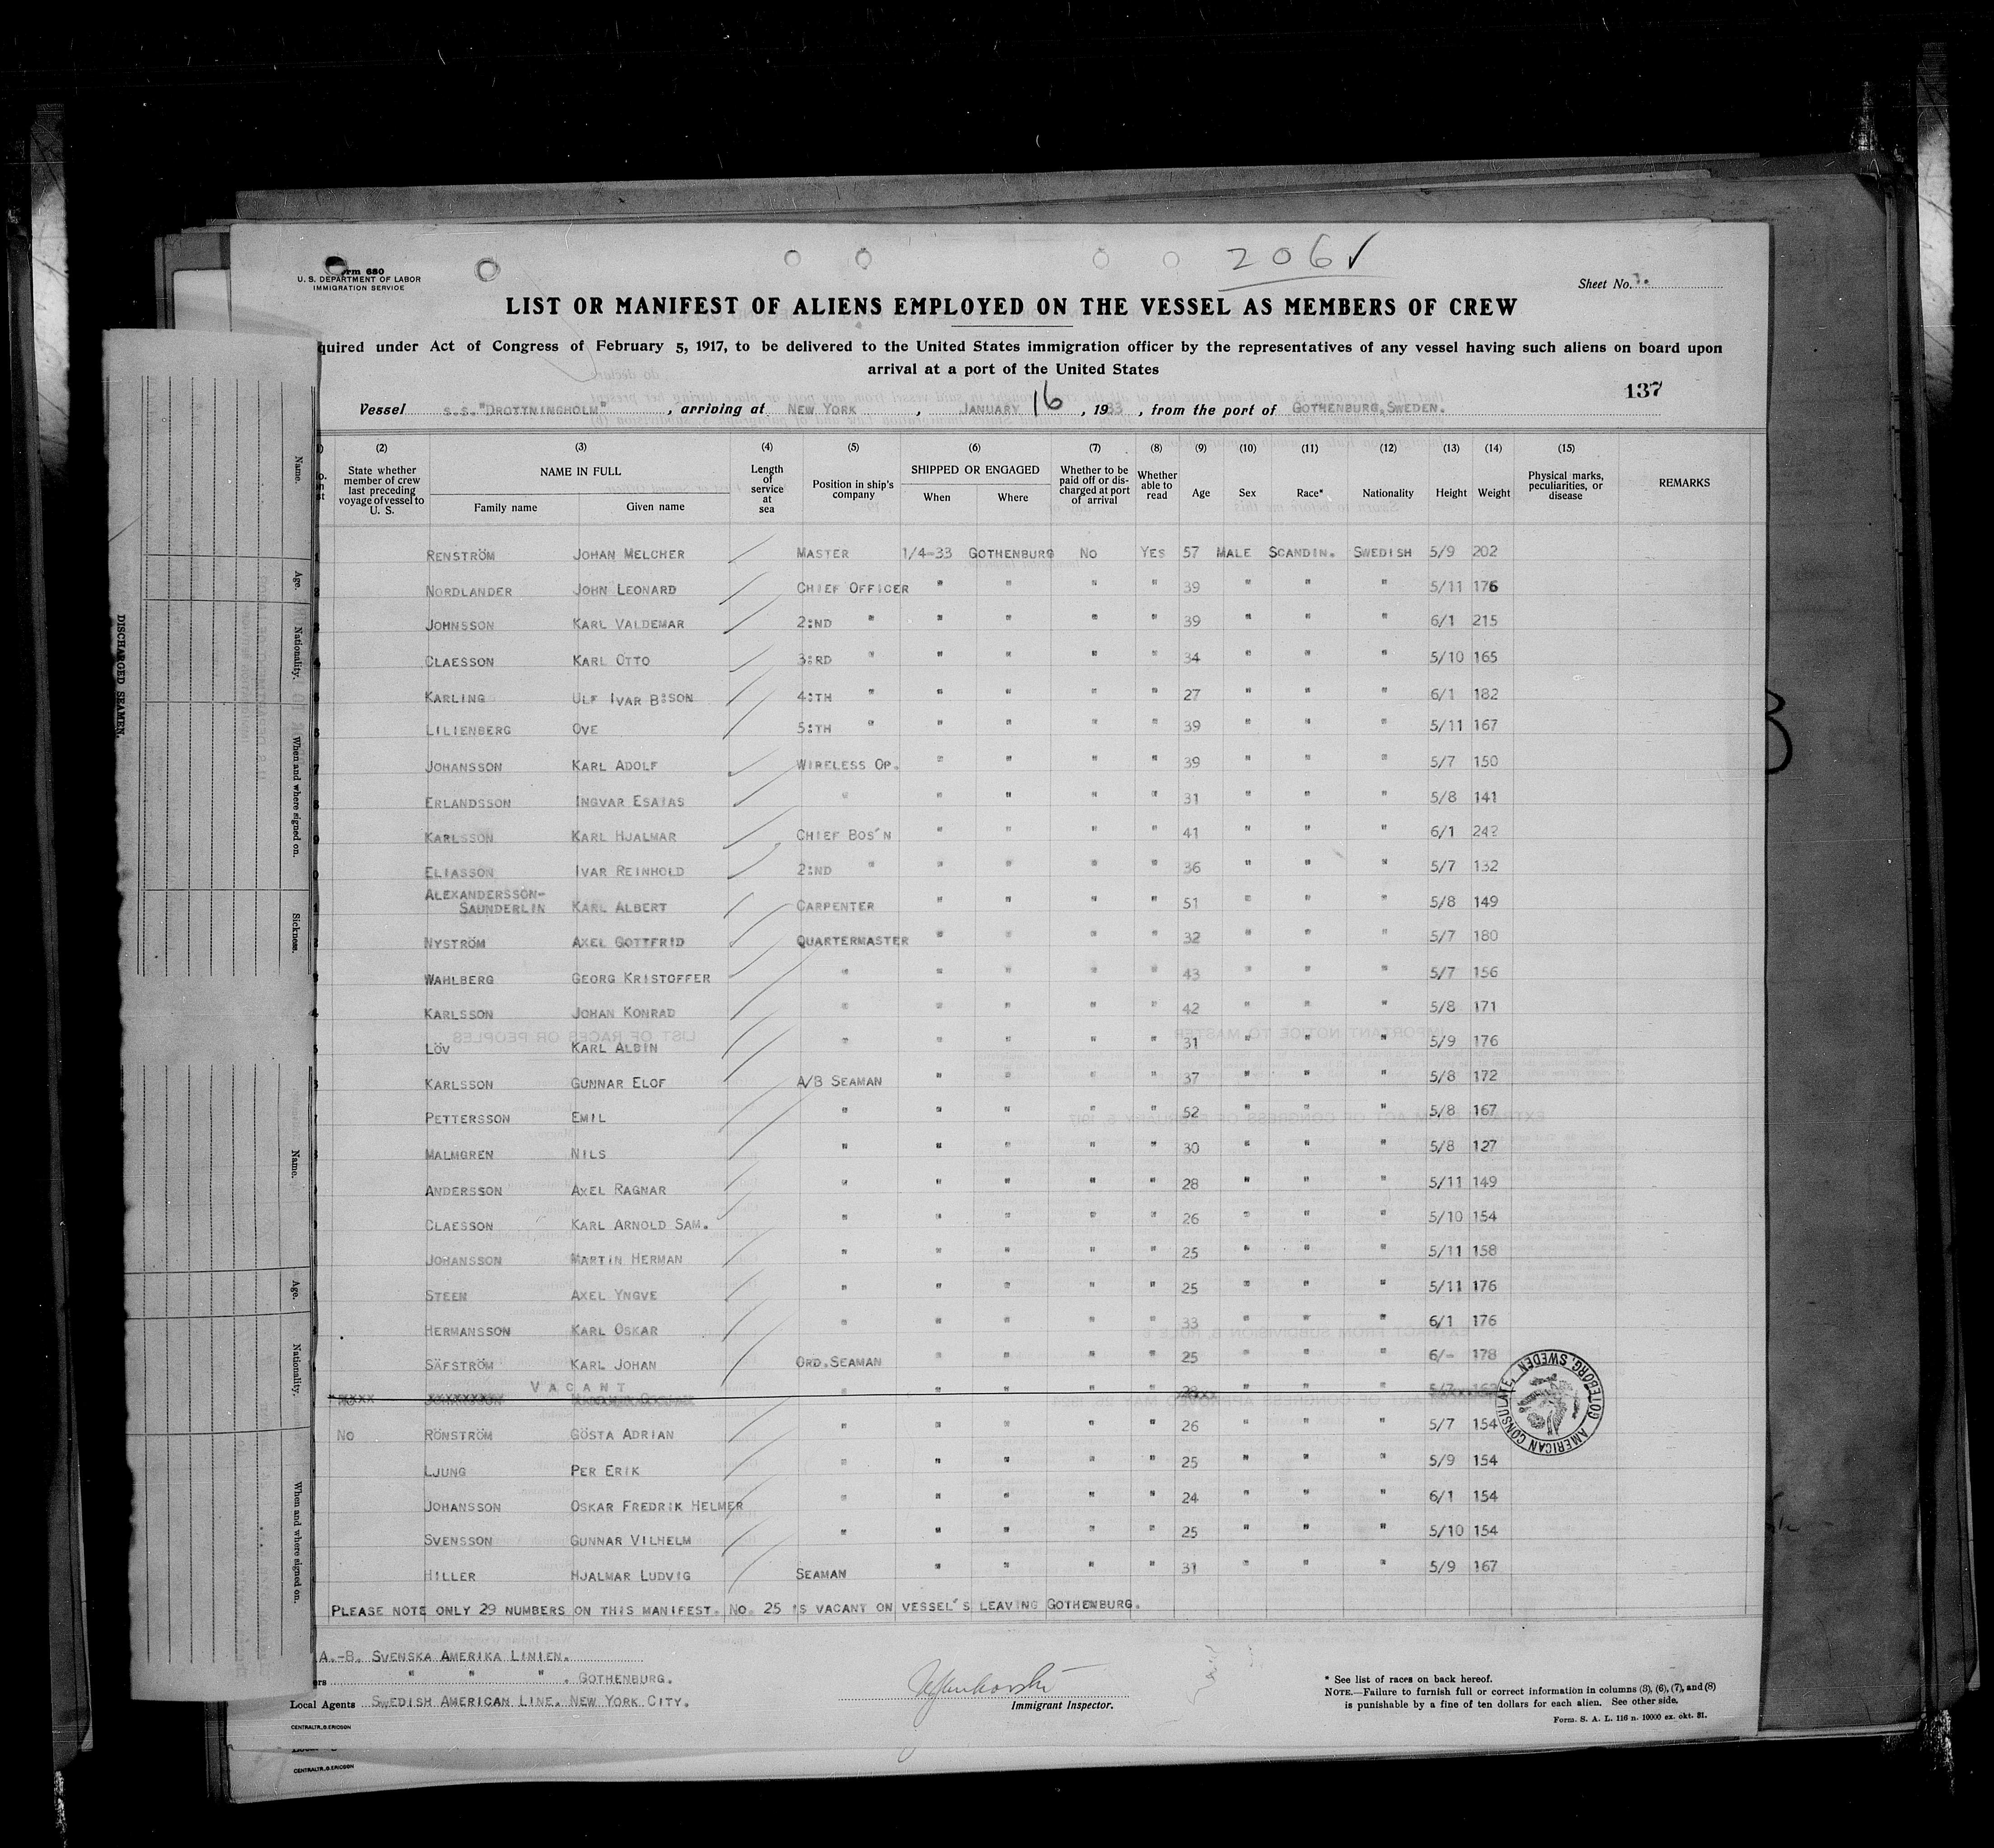 206 ✓
Form 680
U. S. DEPARTMENT OF LABOR
IMMIGRATION SERVICE
Sheet No.
LIST OR MANIFEST OF ALIENS EMPLOYED ON THE VESSEL AS MEMBERS OF CREW
quired under Act of Congress of February 5, 1917, to be delivered to the United States immigration officer by the representatives of any vessel having such aliens on board upon
arrival at a port of the United States
137
Vessel S.S. "DROTTNINGHOLM", arriving at NEW YORK, JANUARY 16, 1933, from the port of GOTHENBURG, SWEDEN.
(2) (3) (4) (5) (6) (7) (8) (9) (10) (11) (12) (13) (14) (15)
State whether member of crew last preceding voyage of vessel to U. S. NAME IN FULL Length of service at sea Position in ship's company SHIPPED OR ENGAGED Whether to be paid off or discharged at port of arrival Whether able to read Age Sex Race* Nationality Height Weight Physical marks, peculiarities, or disease REMARKS
Family name Given name When Where
RENSTRÖM JOHAN MELCHER MASTER 1/4-33 GOTHENBURG NO YES 57 MALE SCANDIN. SWEDISH 5/9 202
NORDLANDER JOHN LEONARD CHIEF OFFICER " " " " 39 " " " 5/11 176
JOHNSSON KARL VALDEMAR 2:ND " " " " " 39 " " " 6/1 215
CLAESSON KARL OTTO 3:RD " " " " " 34 " " " 5/10 165
KARLING ULF IVAR B:SON 4:TH " " " " " 27 " " " 6/1 182
LILIENBERG OVE 5:TH " " " " " 39 " " " 5/11 167
JOHANSSON KARL ADOLF WIRELESS OP. " " " " 39 " " " 5/7 150
ERLANDSSON INGVAR ESAIAS " " " " " 31 " " " 5/8 141
KARLSSON KARL HJALMAR CHIEF BOS'N " " " " 41 " " " 6/1 242
ELIASSON IVAR REINHOLD 2:ND " " " " " 36 " " " 5/7 132
ALEXANDERSSON-
SAUNDERLIN KARL ALBERT CARPENTER " " " " 51 " " " 5/8 149
NYSTRÖM AXEL GOTTFRID QUARTERMASTER " " " " 32 " " " 5/7 180
WAHLBERG GEORG KRISTOFFER " " " " " 43 " " " 5/7 156
KARLSSON JOHAN KONRAD " " " " " 42 " " " 5/8 171
LÖV KARL ALBIN " " " " " 31 " " " 5/9 176
KARLSSON GUNNAR ELOF A/B SEAMAN " " " " 37 " " " 5/8 172
PETTERSSON EMIL " " " " " 52 " " " 5/8 167
MALMGREN NILS " " " " " 30 " " " 5/8 127
ANDERSSON AXEL RAGNAR " " " " " 28 " " " 5/11 149
CLAESSON KARL ARNOLD SAM. " " " " " 26 " " " 5/10 154
JOHANSSON MARTIN HERMAN " " " " " 25 " " " 5/11 158
STEEN AXEL YNGVE " " " " " 25 " " " 5/11 176
HERMANSSON KARL OSKAR " " " " " 33 " " " 6/1 176
SÄFSTRÖM KARL JOHAN ORD.SEAMAN " " " " 25 " " " 6/- 178
VACANT
NO RÖNSTRÖM GÖSTA ADRIAN " " " " " 26 " " " 5/7 154
LJUNG PER ERIK " " " " " 25 " " " 5/9 154
JOHANSSON OSKAR FREDRIK HELMER " " " " " 24 " " " 6/1 154
SVENSSON GUNNAR VILHELM " " " " " 25 " " " 5/10 154
HILLER HJALMAR LUDVIG SEAMAN " " " " 31 " " " 5/9 167
PLEASE NOTE ONLY 29 NUMBERS ON THIS MANIFEST. NO. 25 IS VACANT ON VESSEL'S LEAVING GOTHENBURG.
AMERICAN CONSULATE, GOTEBORG, SWEDEN
A.-B. SVENSKA AMERIKA LINIEN.
ers " " " . GOTHENBURG.
Local Agents SWEDISH AMERICAN LINE. NEW YORK CITY.
Immigrant Inspector.
* See list of races on back hereof.
NOTE.—Failure to furnish full or correct information in columns (3), (6), (7), and (8)
is punishable by a fine of ten dollars for each alien. See other side.
Form. S. A. L. 116 n. 10000 ex. okt. 31.
CENTRALTR., G. ERICSON
CENTRALTR., G. ERICSON
DISCHARGED SEAMEN.
Name.
Age.
Nationality.
When and where signed on.
Sickness.
Name.
Age.
Nationality.
When and where signed on.